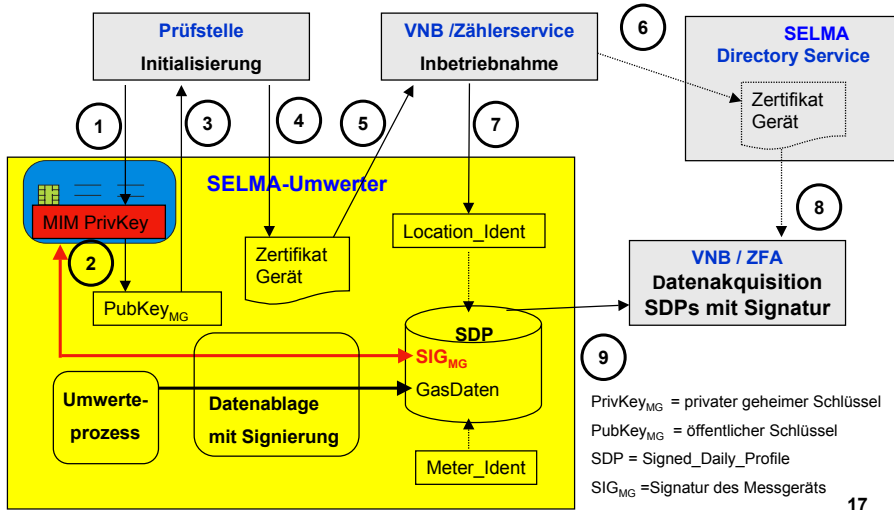 Prüfstelle
Initialisierung
VNB /Zählerservice
Inbetriebnahme
6
SELMA
Directory Service
Zertifikat
Gerät
1
3
4
5
7
8
SELMA-Umwerter
MIM PrivKey
2
PubKeyMG
Zertifikat
Gerät
Location_Ident
VNB / ZFA
Datenakquisition
SDPs mit Signatur
SDP
SIGMG
GasDaten
9
Umwerte-
prozess
Datenablage
mit Signierung
Meter_Ident
PrivKeyMG = privater geheimer Schlüssel
PubKeyMG = öffentlicher Schlüssel
SDP = Signed_Daily_Profile
SIGMG =Signatur des Messgeräts
17